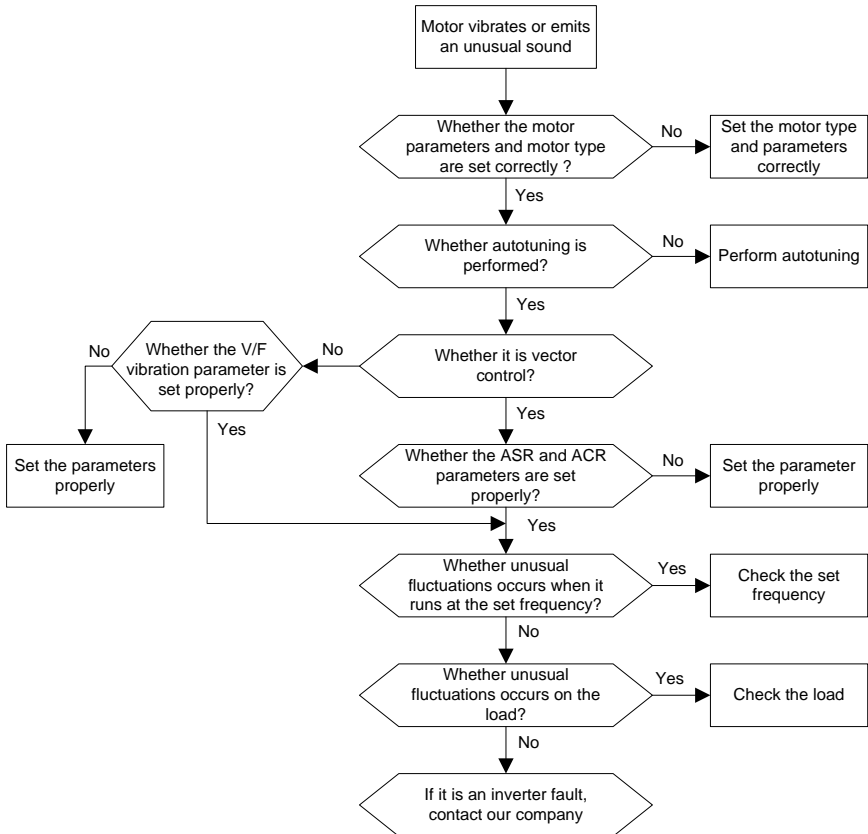 Motor vibrates or emits
an unusual sound
Whether the motor
parameters and motor type
are set correctly ?
No
Set the motor type
and parameters
correctly
Yes
Whether autotuning is
performed?
No
Perform autotuning
Yes
No
Whether the V/F
vibration parameter is
set properly?
No
Whether it is vector
control?
Yes
Yes
Set the parameters
properly
Whether the ASR and ACR
parameters are set
properly?
No
Set the parameter
properly
Yes
Whether unusual
fluctuations occurs when it
runs at the set frequency?
Yes
Check the set
frequency
No
Whether unusual
fluctuations occurs on the
load?
Yes
Check the load
No
If it is an inverter fault,
contact our company